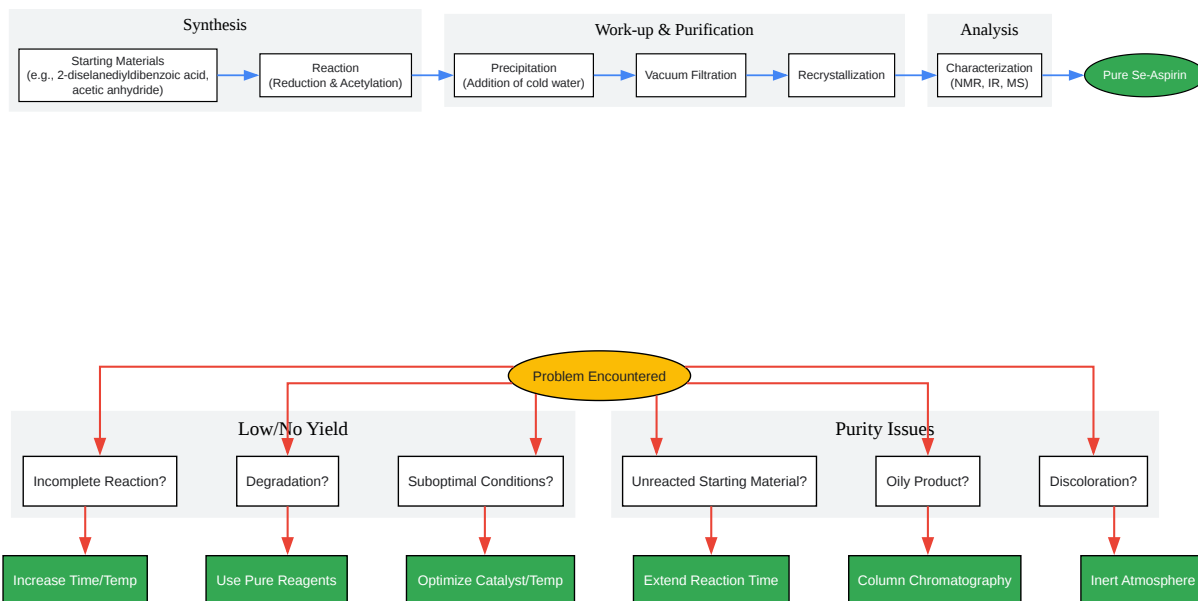 Synthesis
Work-up & Purification
Analysis
Starting Materials
(e.g., 2-diselanediyldibenzoic acid,
acetic anhydride)
Reaction
(Reduction & Acetylation)
Precipitation
(Addition of cold water)
Vacuum Filtration
Recrystallization
Characterization
(NMR, IR, MS)
Pure Se-Aspirin
Problem Encountered
Low/No Yield
Purity Issues
Incomplete Reaction?
Degradation?
Suboptimal Conditions?
Unreacted Starting Material?
Oily Product?
Discoloration?
Increase Time/Temp
Use Pure Reagents
Optimize Catalyst/Temp
Extend Reaction Time
Column Chromatography
Inert Atmosphere